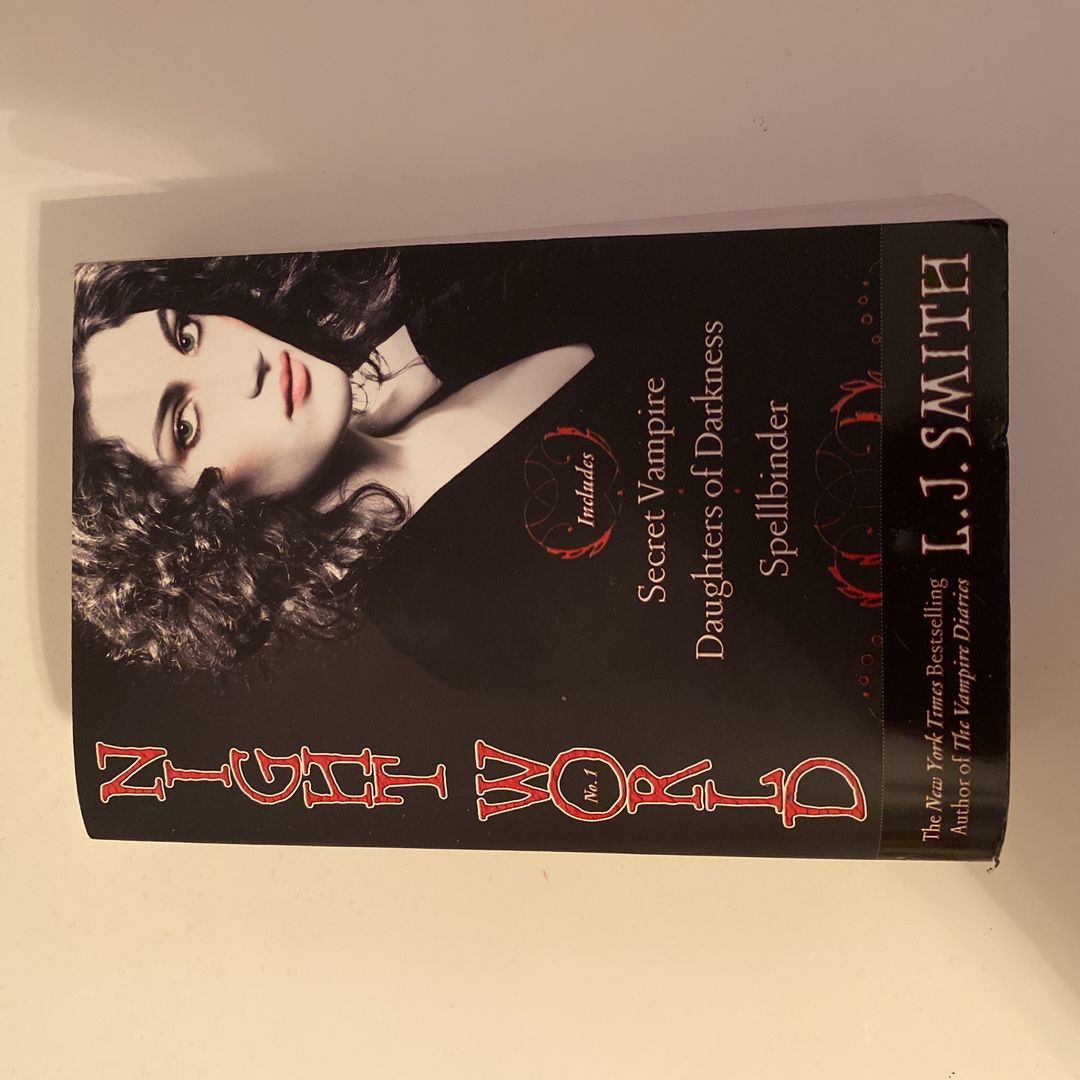 NIGHT
WORLD
No. 1
Includes
Secret Vampire
Daughters of Darkness
Spellbinder
The New York Times Bestselling
Author of The Vampire Diaries
L. J. SMITH